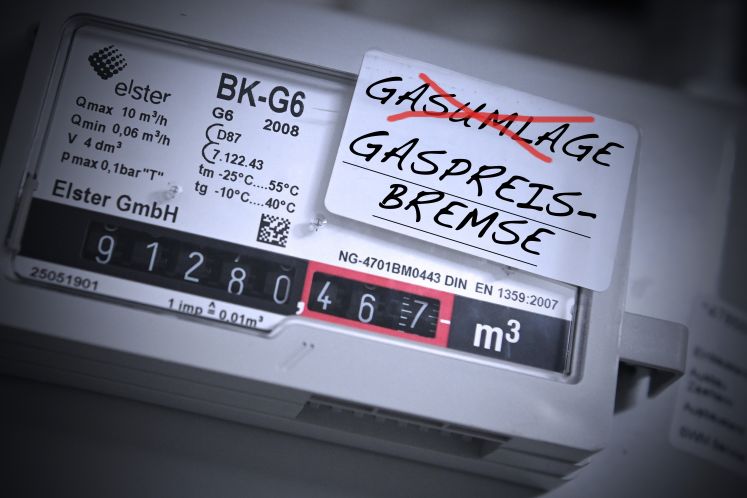 elster
Qmax 10 m³/h
Qmin 0,06 m³/h
V 4 dm³
pmax 0,1bar "T"
Elster GmbH
BK-G6
G6 2008
D87
7.122.43
tm -25°C....55°C
tg -10°C....40°C
GASUMLAGE
GASPREIS-
BREMSE
NG-4701BM0443 DIN EN 1359:2007
91280,467 m³
25051901
1 imp ≙ 0,01m³